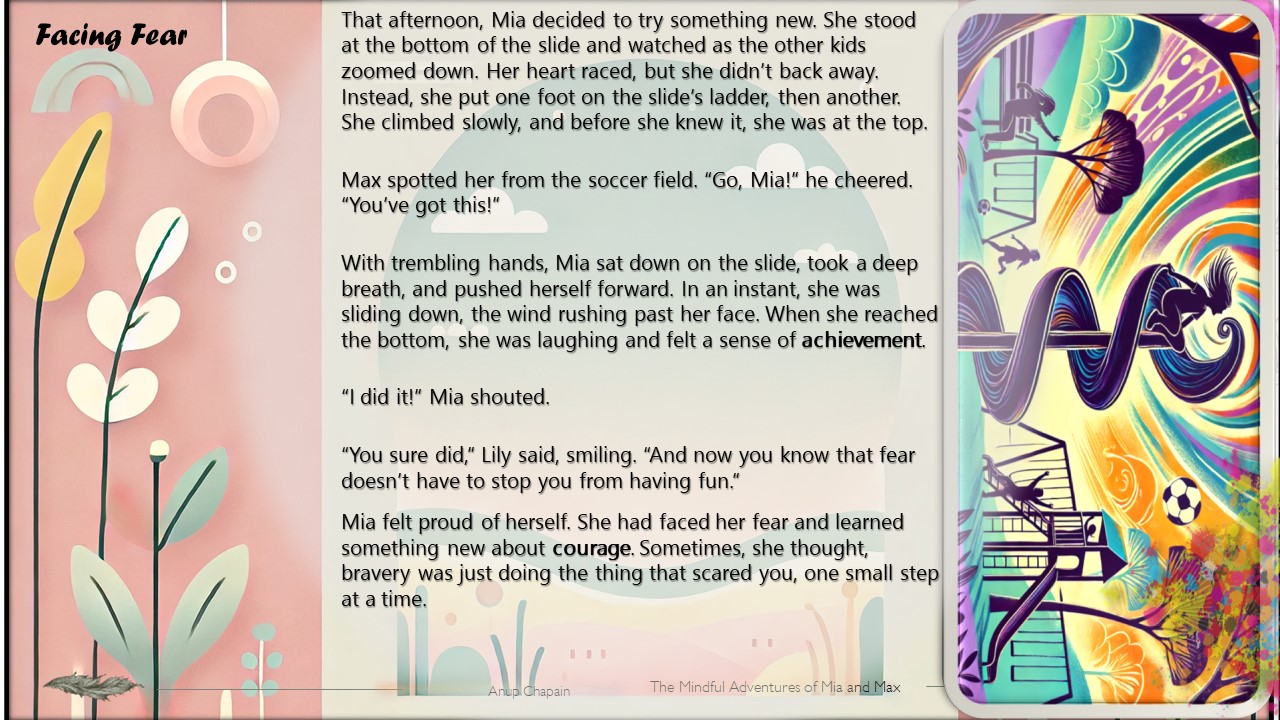 Facing Fear
That afternoon, Mia decided to try something new. She stood
at the bottom of the slide and watched as the other kids
zoomed down. Her heart raced, but she didn’t back away.
Instead, she put one foot on the slide’s ladder, then another.
She climbed slowly, and before she knew it, she was at the top.
Max spotted her from the soccer field. “Go, Mia!” he cheered.
“You’ve got this!”
With trembling hands, Mia sat down on the slide, took a deep
breath, and pushed herself forward. In an instant, she was
sliding down, the wind rushing past her face. When she reached
the bottom, she was laughing and felt a sense of achievement.
“I did it!” Mia shouted.
“You sure did,” Lily said, smiling. “And now you know that fear
doesn’t have to stop you from having fun.”
Mia felt proud of herself. She had faced her fear and learned
something new about courage. Sometimes, she thought,
bravery was just doing the thing that scared you, one small step
at a time.
Anup Chapain
The Mindful Adventures of Mia and Max